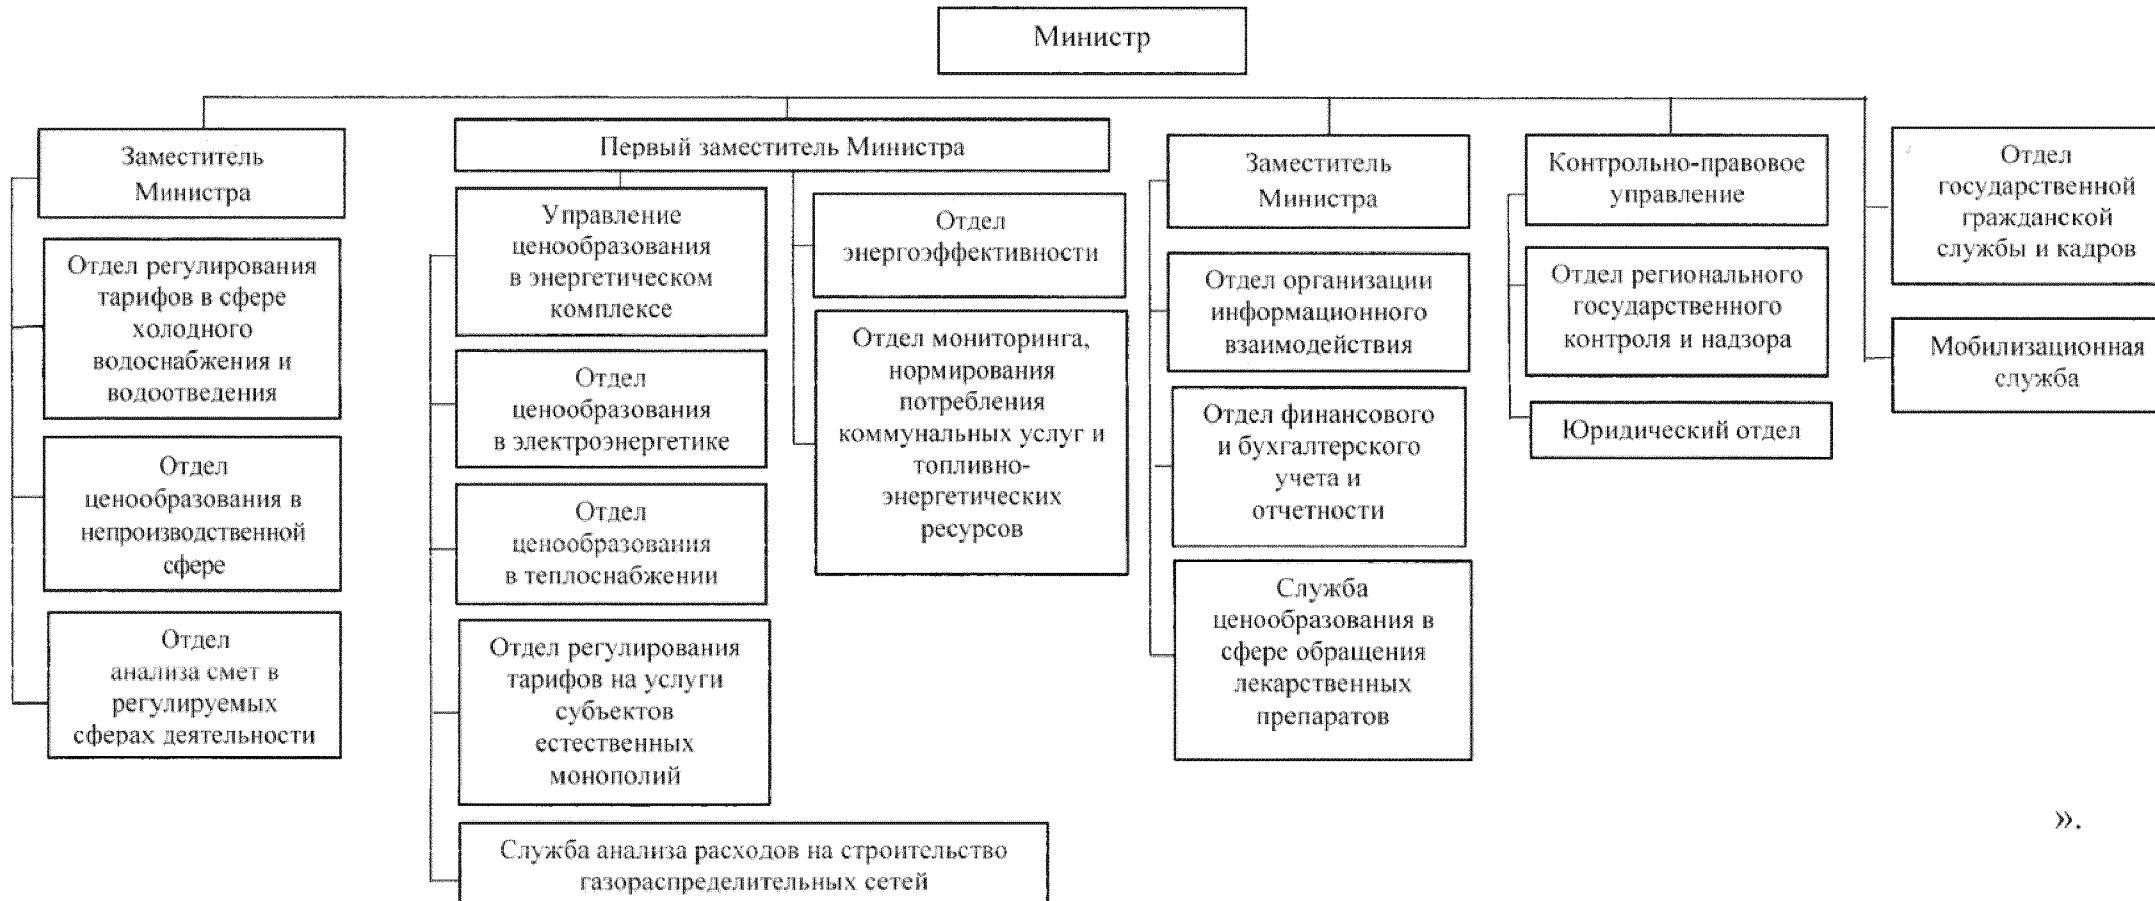 Министр
Заместитель
Министра
Отдел регулирования
тарифов в сфере
холодного
водоснабжения и
водоотведения
Отдел
ценообразования в
непроизводственной
сфере
Отдел
анализа смет в
регулируемых
сферах деятельности
Первый заместитель Министра
Управление
ценообразования
в энергетическом
комплексе
Отдел
ценообразования
в электроэнергетике
Отдел
ценообразования
в теплоснабжении
Отдел регулирования
тарифов на услуги
субъектов
естественных
монополий
Служба анализа расходов на строительство
газораспределительных сетей
Отдел
энергоэффективности
Отдел мониторинга,
нормирования
потребления
коммунальных услуг и
топливно-
энергетических
ресурсов
Заместитель
Министра
Отдел организации
информационного
взаимодействия
Отдел финансового
и бухгалтерского
учета и
отчетности
Служба
ценообразования в
сфере обращения
лекарственных
препаратов
Контрольно-правовое
управление
Отдел регионального
государственного
контроля и надзора
Юридический отдел
Отдел
государственной
гражданской
службы и кадров
Мобилизационная
служба
».